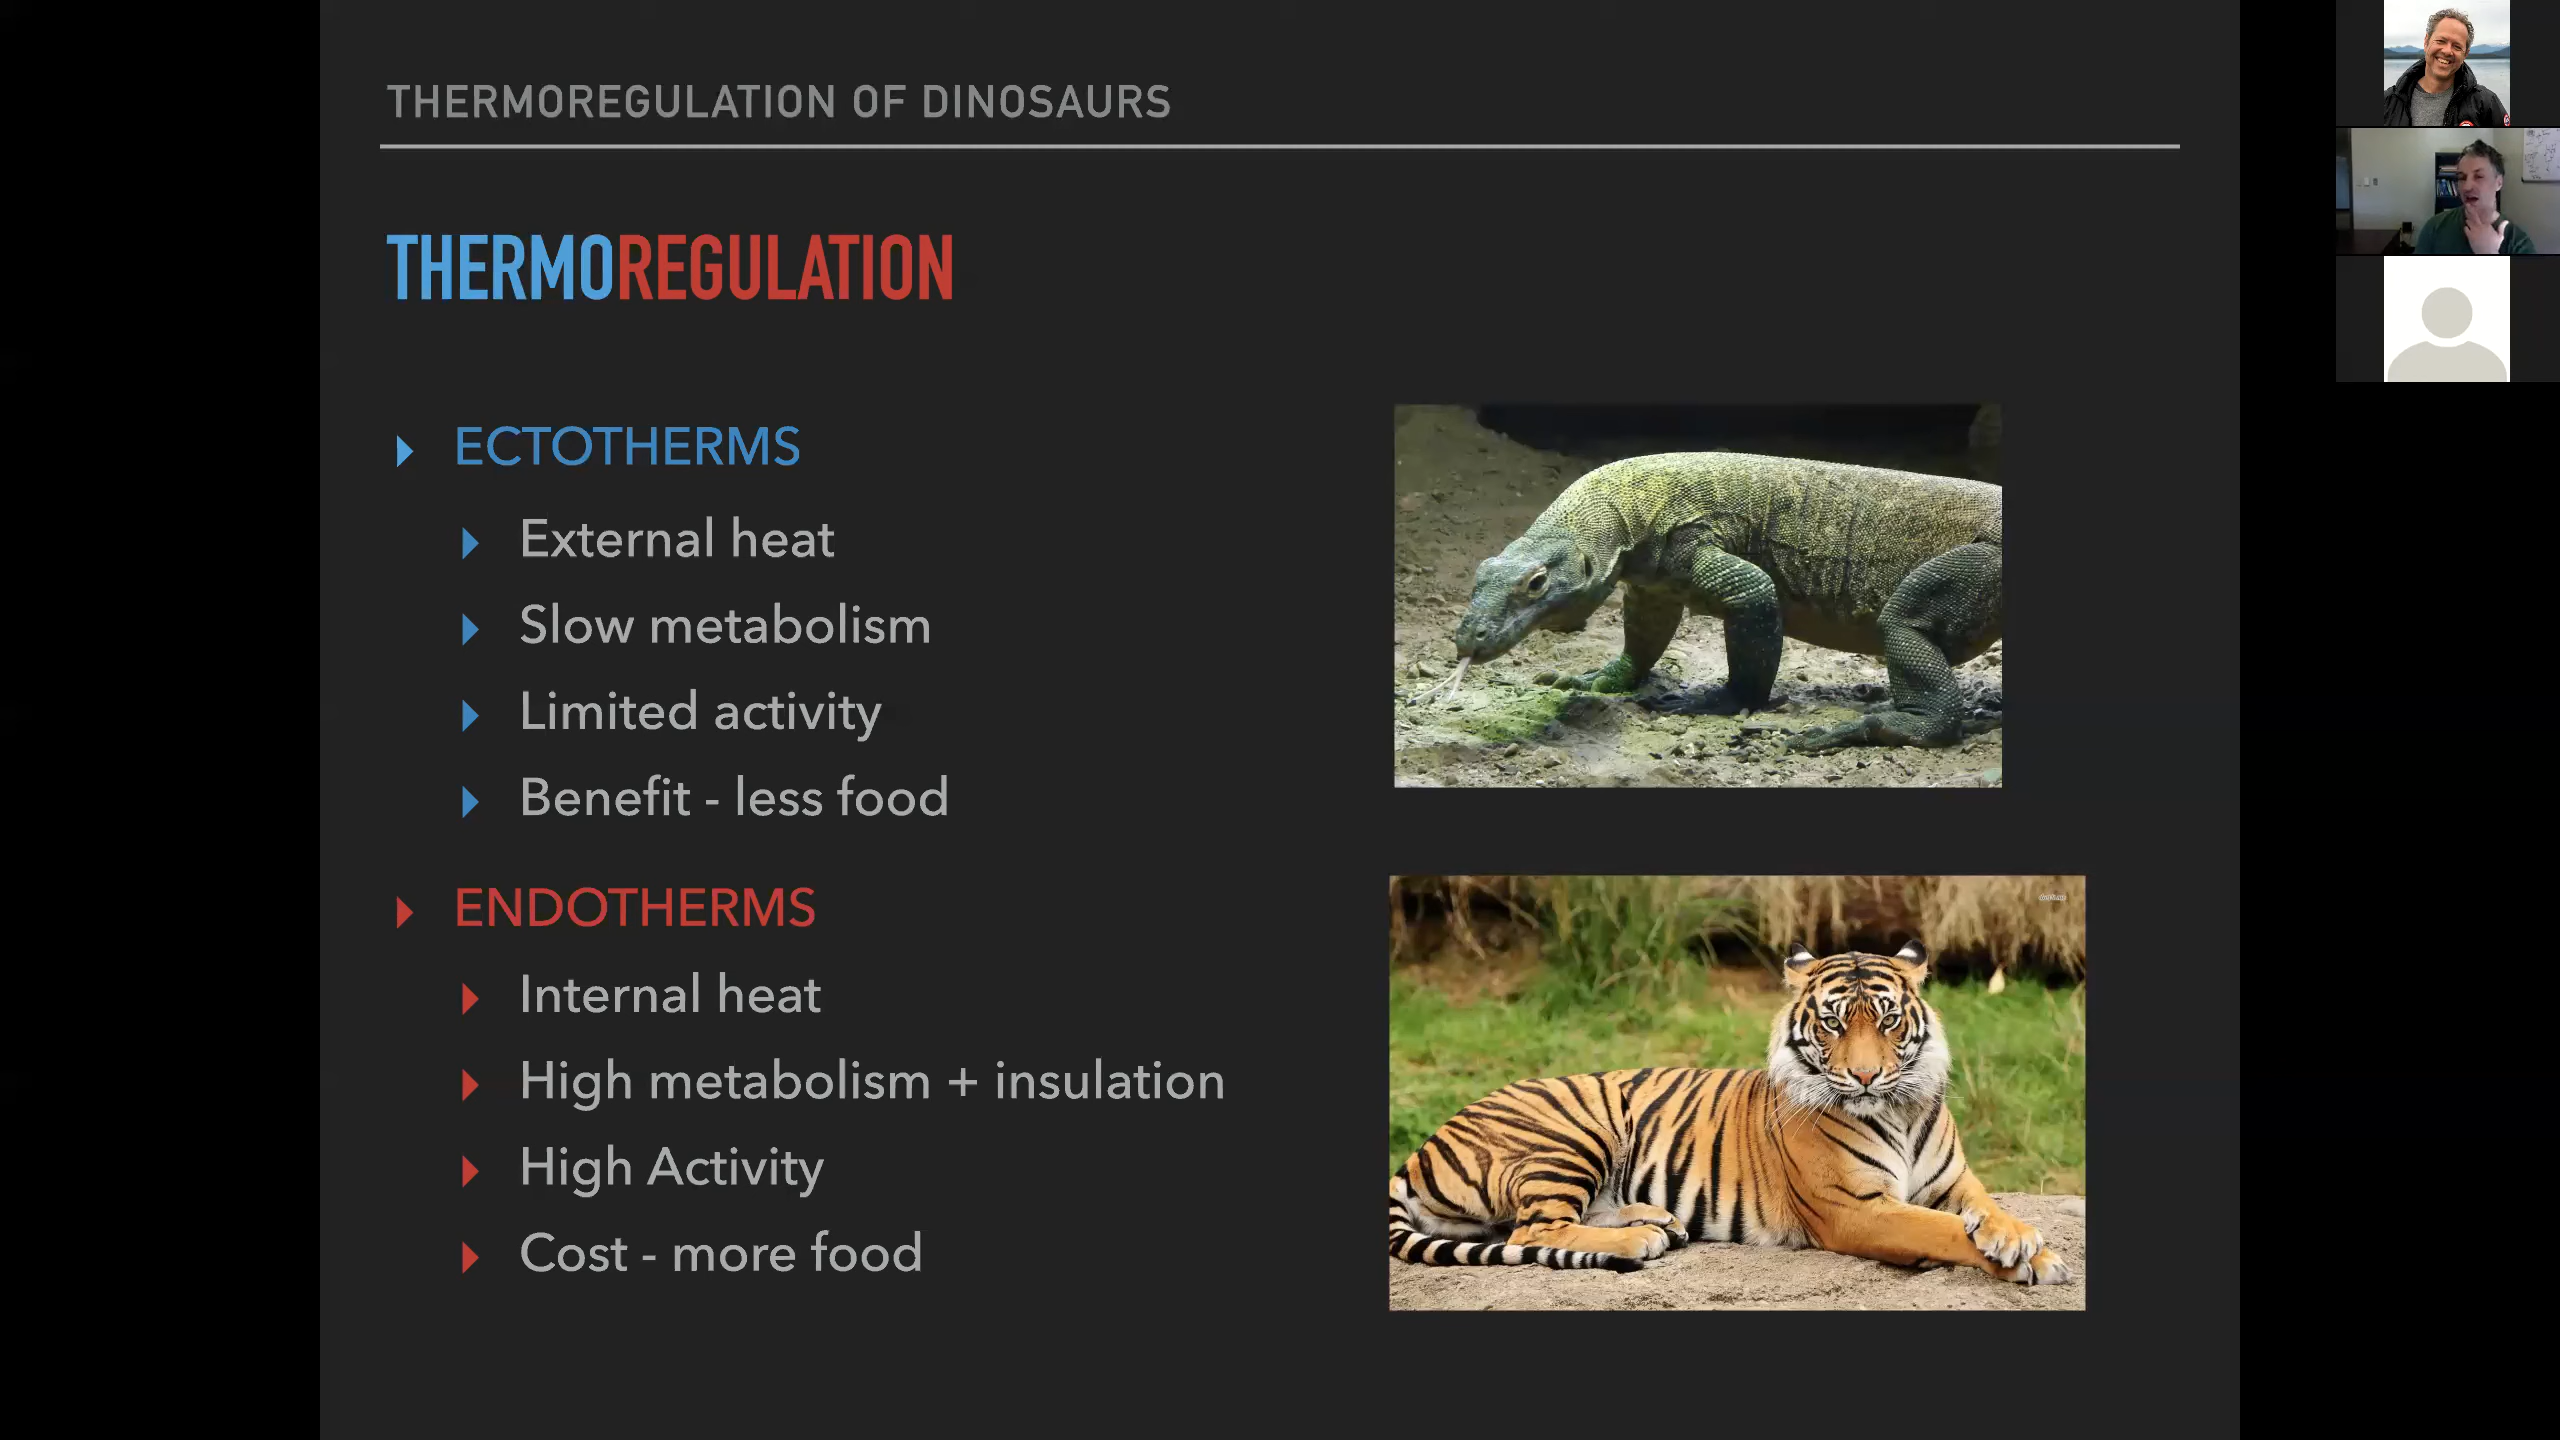 THERMOREGULATION OF DINOSAURS
THERMOREGULATION
ECTOTHERMS
External heat
Slow metabolism
Limited activity
Benefit - less food
ENDOTHERMS
Internal heat
High metabolism + insulation
High Activity
Cost - more food